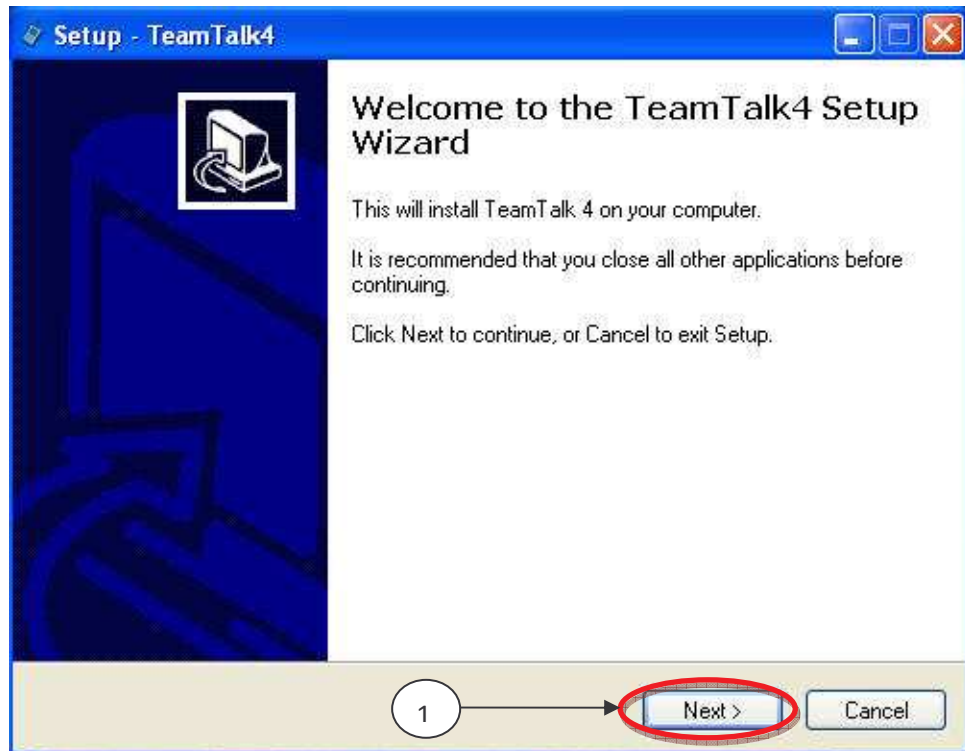 Setup - TeamTalk4
Welcome to the TeamTalk4 Setup
Wizard
This will install TeamTalk 4 on your computer.
It is recommended that you close all other applications before
continuing.
Click Next to continue, or Cancel to exit Setup.
1
Next >
Cancel